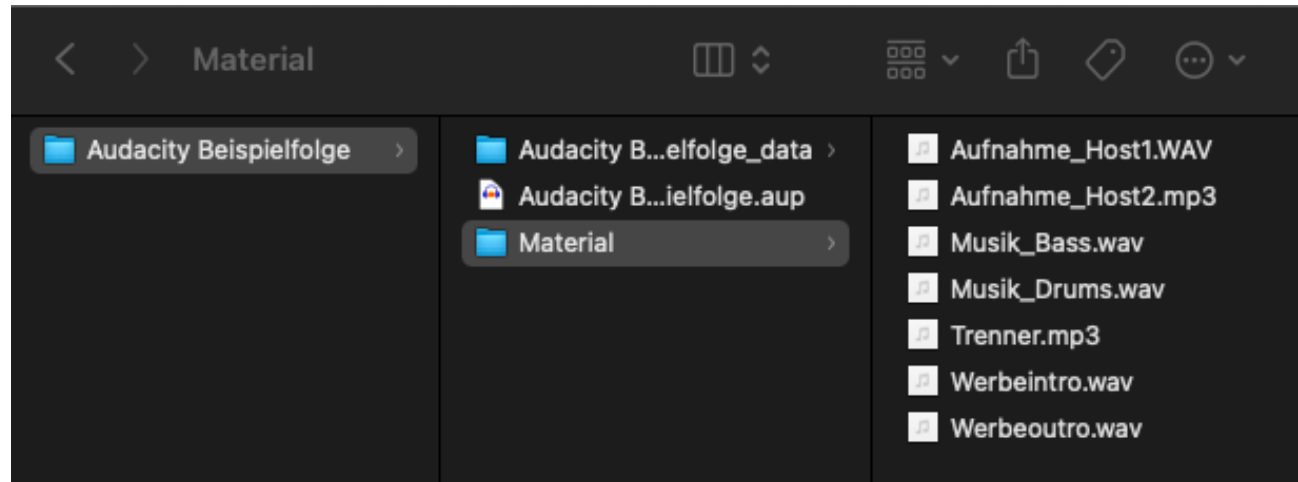 Material
Audacity Beispielfolge
Audacity B...elfolge_data
Audacity B...ielfolge.aup
Material
Aufnahme_Host1.WAV
Aufnahme_Host2.mp3
Musik_Bass.wav
Musik_Drums.wav
Trenner.mp3
Werbeintro.wav
Werbeoutro.wav